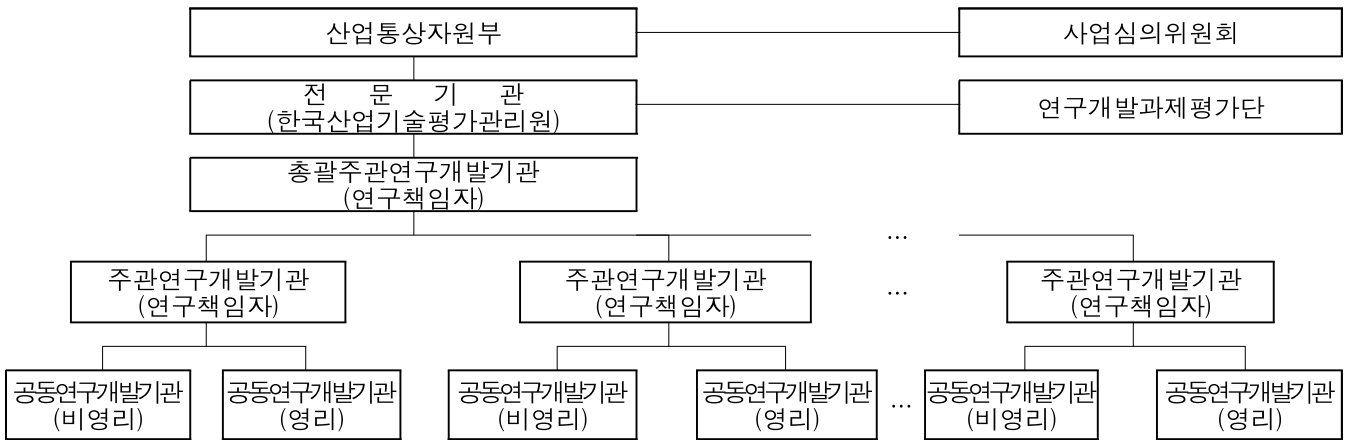 산업통상자원부
사업심의위원회
전 문 기 관
(한국산업기술평가관리원)
연구개발과제평가단
총괄주관연구개발기관
(연구책임자)
...
주관연구개발기관
(연구책임자)
주관연구개발기관
(연구책임자)
...
주관연구개발기관
(연구책임자)
공동연구개발기관
(비영리)
공동연구개발기관
(영리)
공동연구개발기관
(비영리)
공동연구개발기관
(영리)
...
공동연구개발기관
(비영리)
공동연구개발기관
(영리)